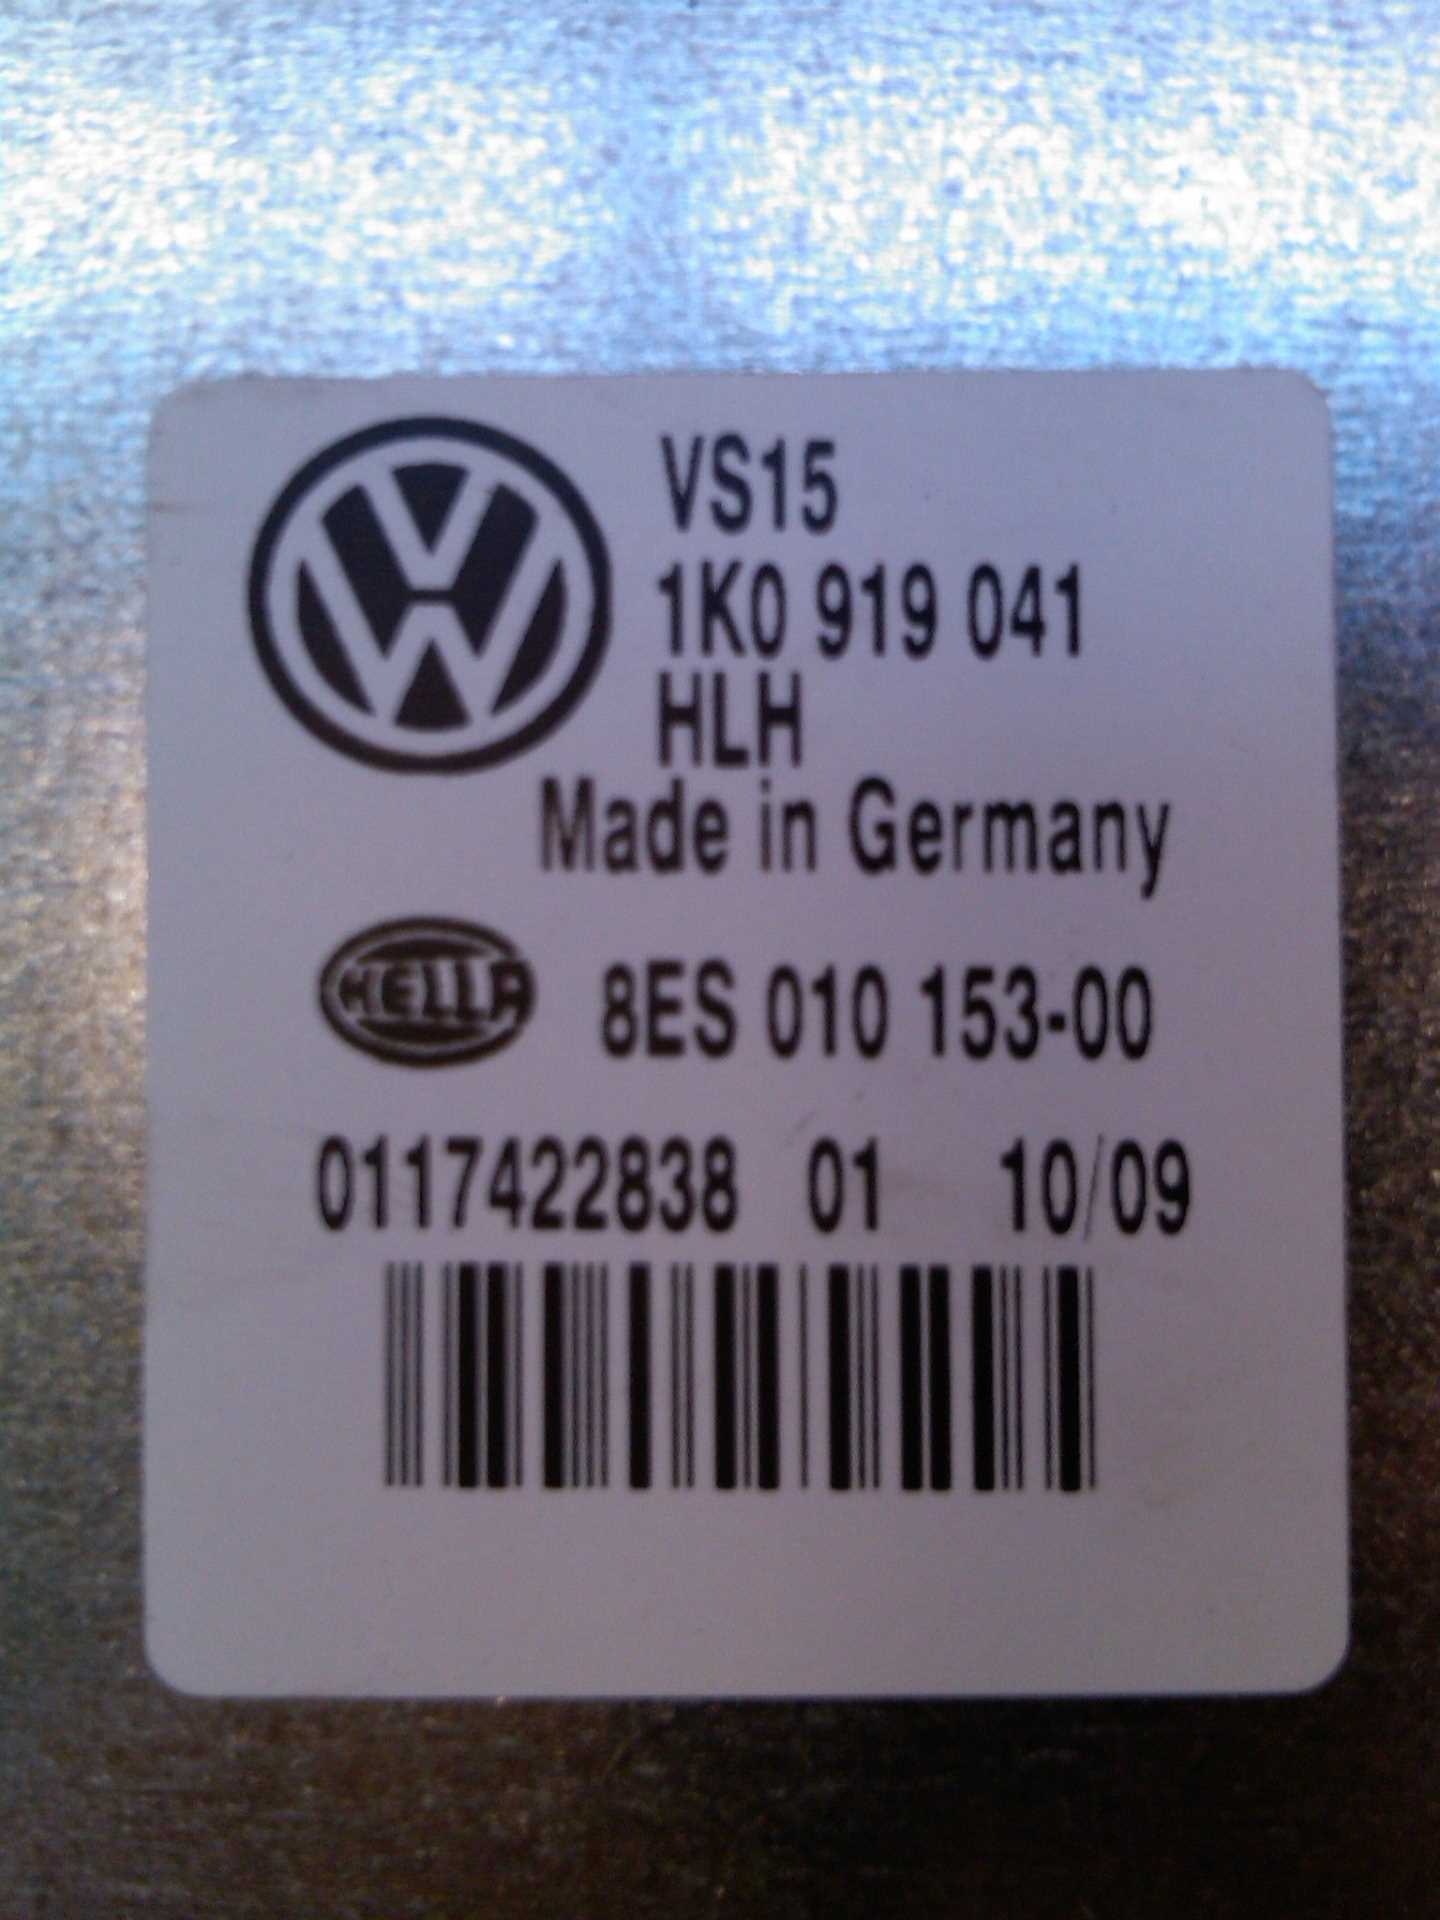 VS15
1K0 919 041
HLH
Made in Germany
HELLA 8ES 010 153-00
0117422838 01 10/09